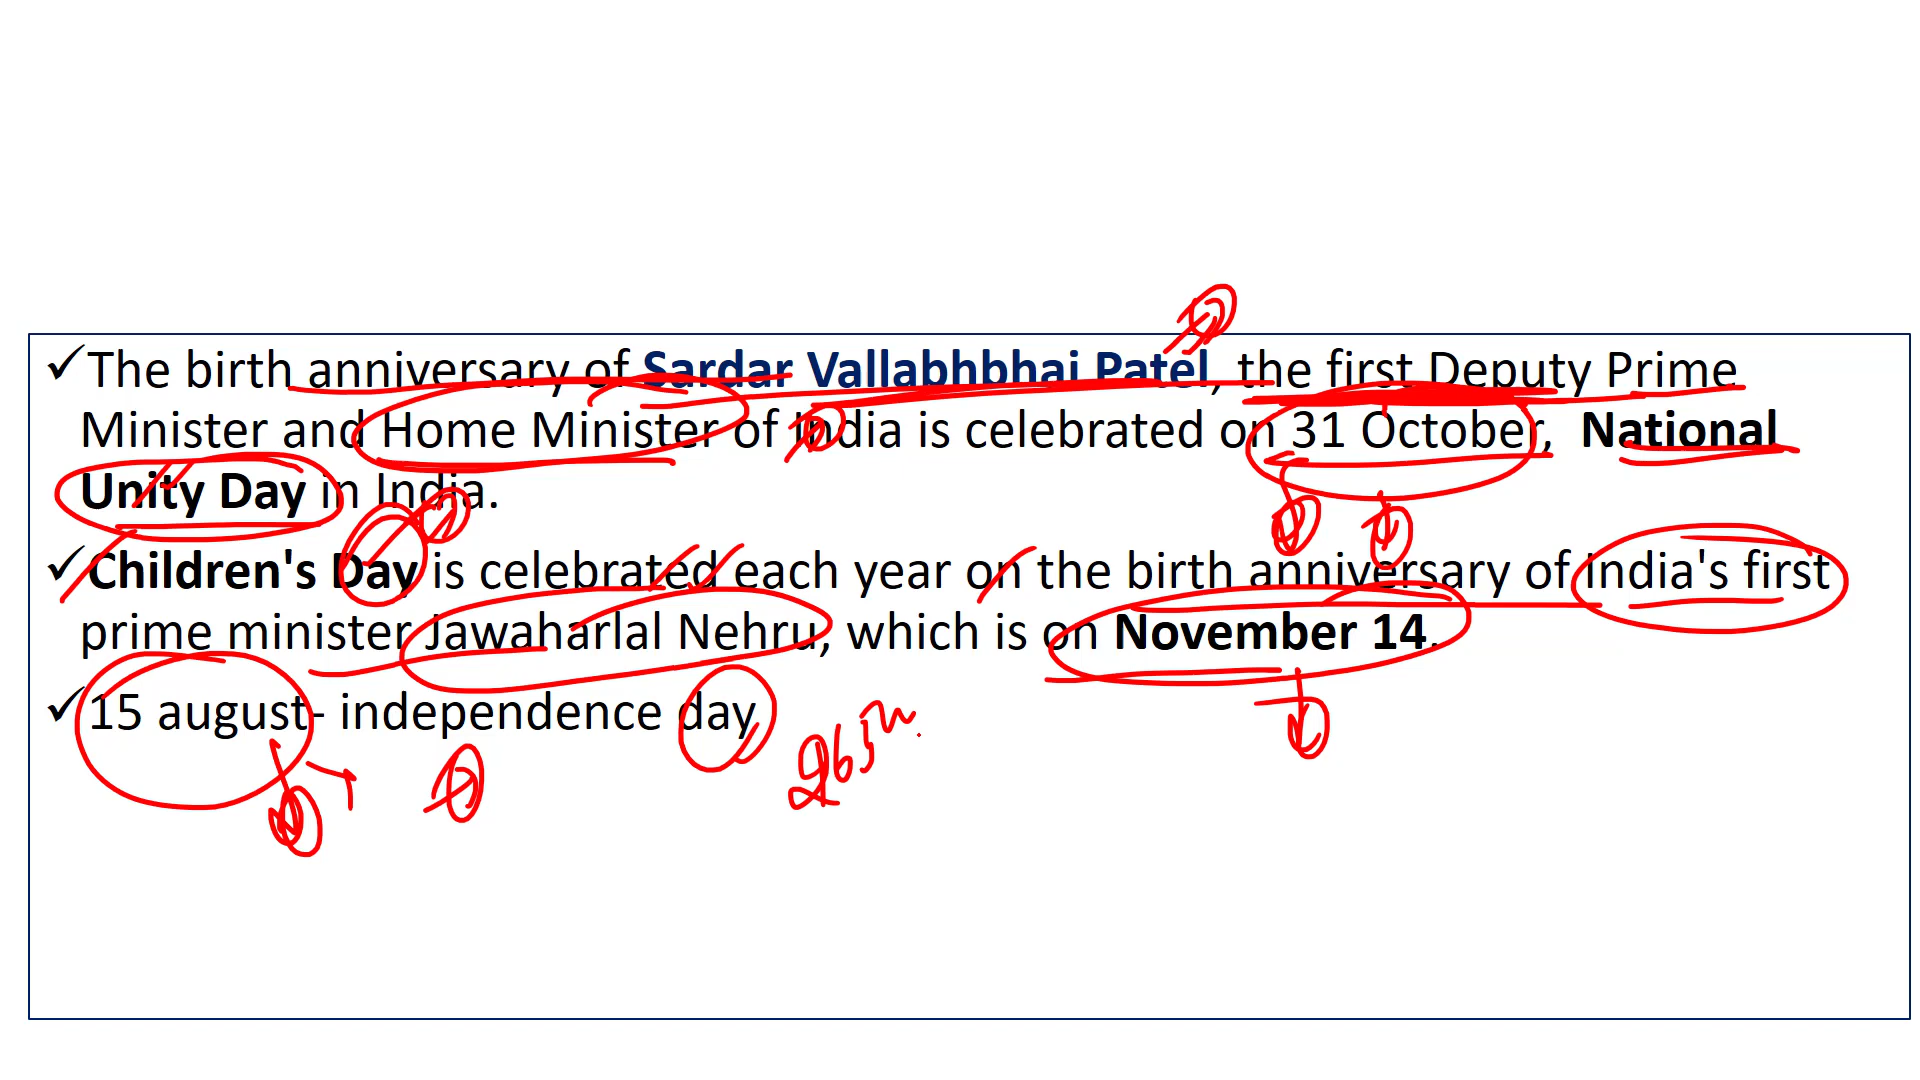 ✓The birth anniversary of Sardar Vallabhbhai Patel, the first Deputy Prime
Minister and Home Minister of India is celebrated on 31 October, National
Unity Day in India.
✓Children's Day is celebrated each year on the birth anniversary of India's first
prime minister Jawaharlal Nehru, which is on November 14.
✓15 august- independence day